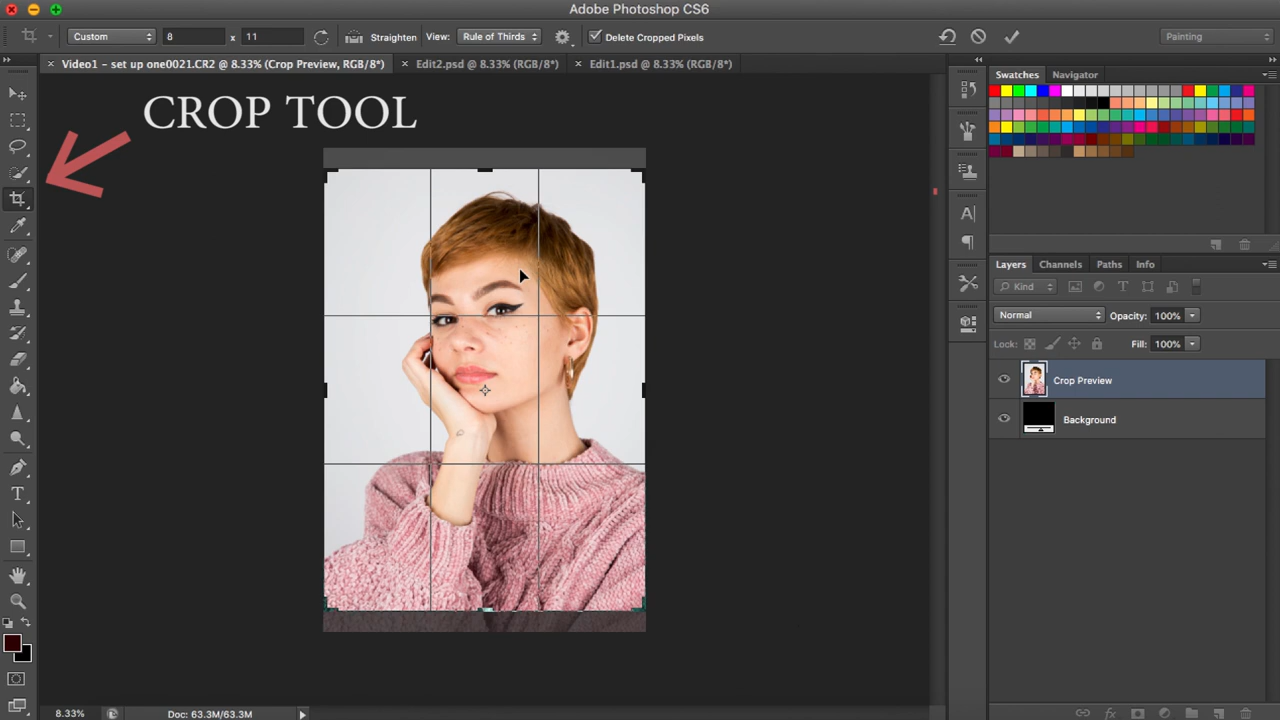 Adobe Photoshop CS6
Custom 8 x 11 Straighten View: Rule of Thirds Delete Cropped Pixels Painting
× Video1 – set up one0021.CR2 @ 8.33% (Crop Preview, RGB/8*) × Edit2.psd @ 8.33% (RGB/8*) × Edit1.psd @ 8.33% (RGB/8*)
CROP TOOL
Swatches Navigator
Layers Channels Paths Info
Kind
Normal Opacity: 100%
Lock: Fill: 100%
Crop Preview
Background
8.33% Doc: 63.3M/63.3M